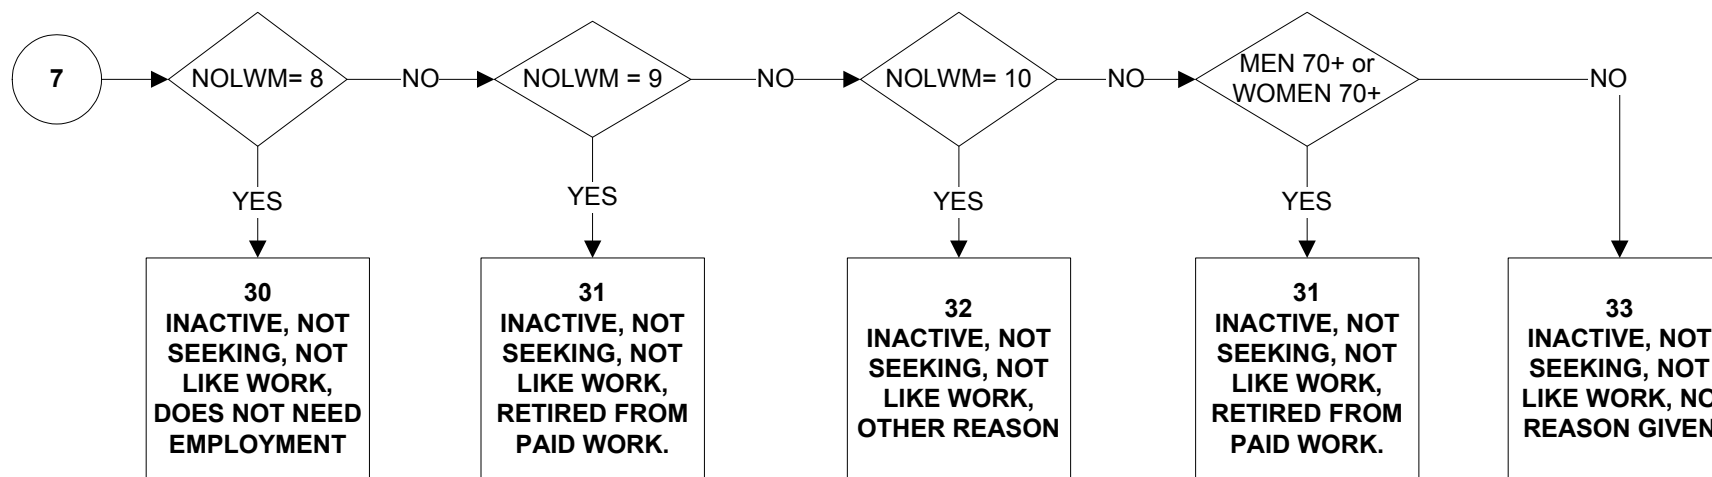 7
NOLWM= 8
NO
NOLWM = 9
NO
NOLWM= 10
NO
MEN 70+ or
WOMEN 70+
NO
YES
YES
YES
YES
30
INACTIVE, NOT
SEEKING, NOT
LIKE WORK,
DOES NOT NEED
EMPLOYMENT
31
INACTIVE, NOT
SEEKING, NOT
LIKE WORK,
RETIRED FROM
PAID WORK.
32
INACTIVE, NOT
SEEKING, NOT
LIKE WORK,
OTHER REASON
31
INACTIVE, NOT
SEEKING, NOT
LIKE WORK,
RETIRED FROM
PAID WORK.
33
INACTIVE, NOT
SEEKING, NOT
LIKE WORK, NO
REASON GIVEN